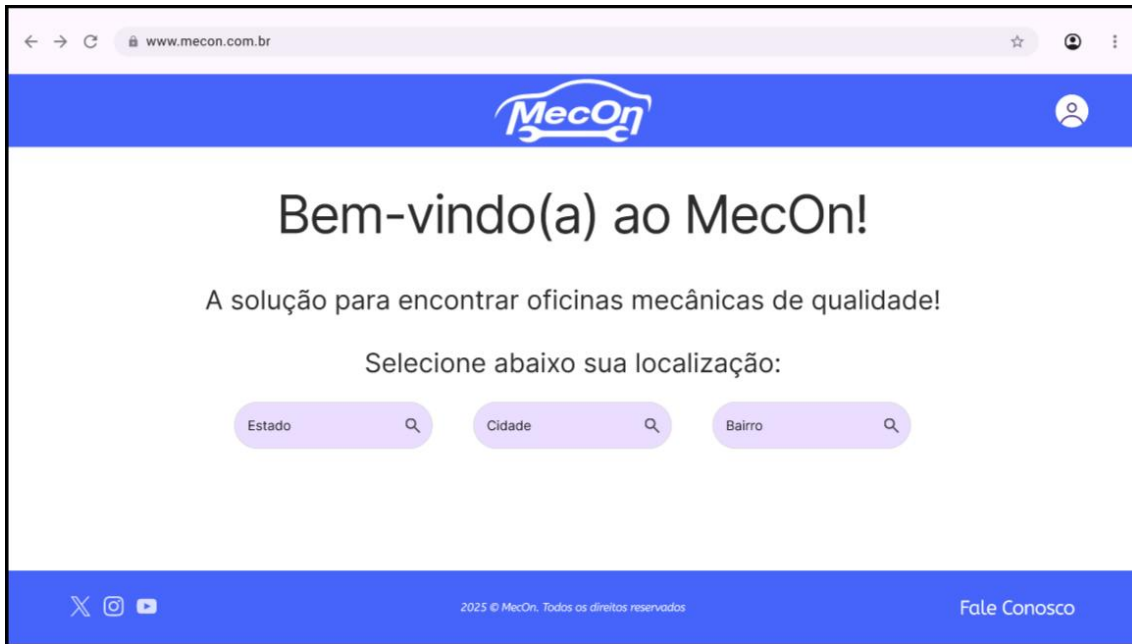 www.mecon.com.br
MecOn
Bem-vindo(a) ao MecOn!
A solução para encontrar oficinas mecânicas de qualidade!
Selecione abaixo sua localização:
Estado
Cidade
Bairro
2025 © MecOn. Todos os direitos reservados
Fale Conosco